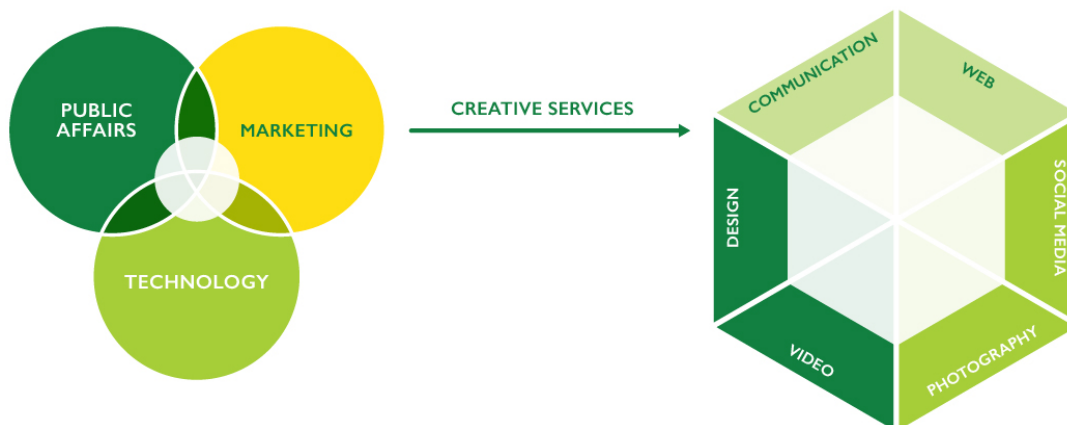 PUBLIC
AFFAIRS
MARKETING
TECHNOLOGY
CREATIVE SERVICES
COMMUNICATION
WEB
SOCIAL MEDIA
PHOTOGRAPHY
VIDEO
DESIGN